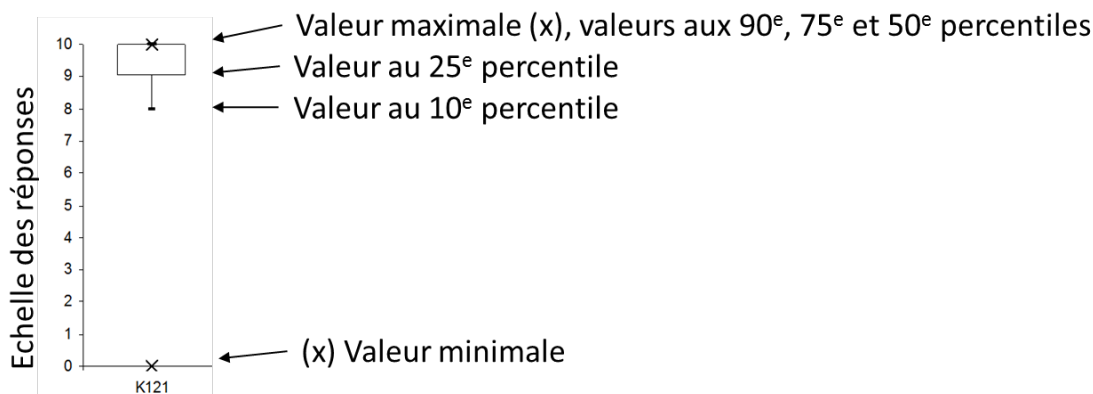 Valeur maximale (x), valeurs aux 90e, 75e et 50e percentiles
Valeur au 25e percentile
Valeur au 10e percentile
(x) Valeur minimale
Echelle des réponses
10
9
8
7
6
5
4
3
2
1
0
K121